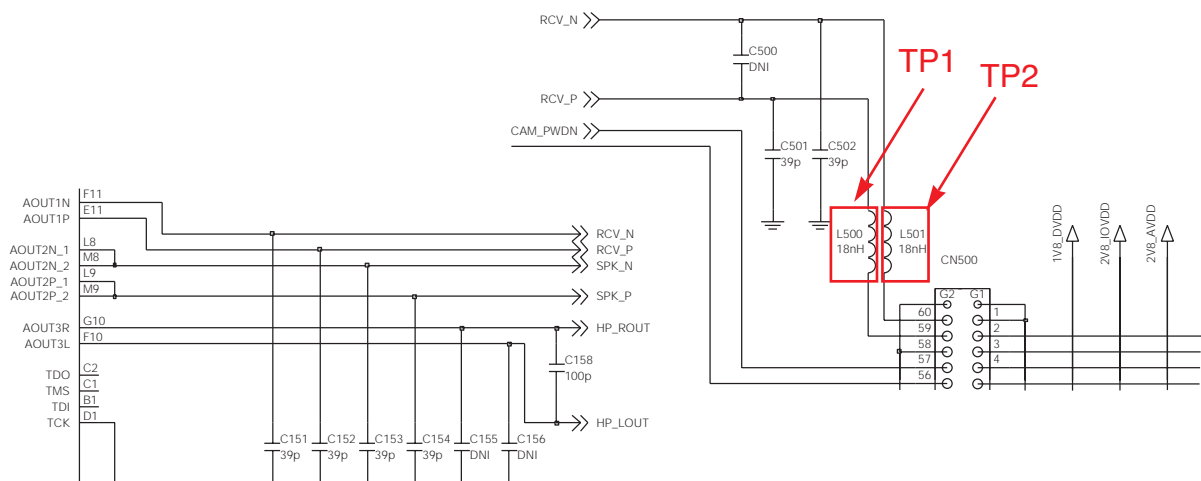 RCV_N
C500
DNI
TP1
TP2
RCV_P
CAM_PWDN
C501
39p
C502
39p
AOUT1N
F11
AOUT1P
E11
AOUT2N_1
L8
AOUT2N_2
M8
AOUT2P_1
L9
AOUT2P_2
M9
AOUT3R
G10
AOUT3L
F10
TDO
C2
TMS
C1
TDI
B1
TCK
D1
RCV_N
RCV_P
SPK_N
SPK_P
HP_ROUT
C158
100p
HP_LOUT
C151
39p
C152
39p
C153
39p
C154
39p
C155
DNI
C156
DNI
L500
18nH
L501
18nH
CN500
G2
G1
60
1
59
2
58
3
57
4
56
1V8_DVDD
2V8_IOVDD
2V8_AVDD